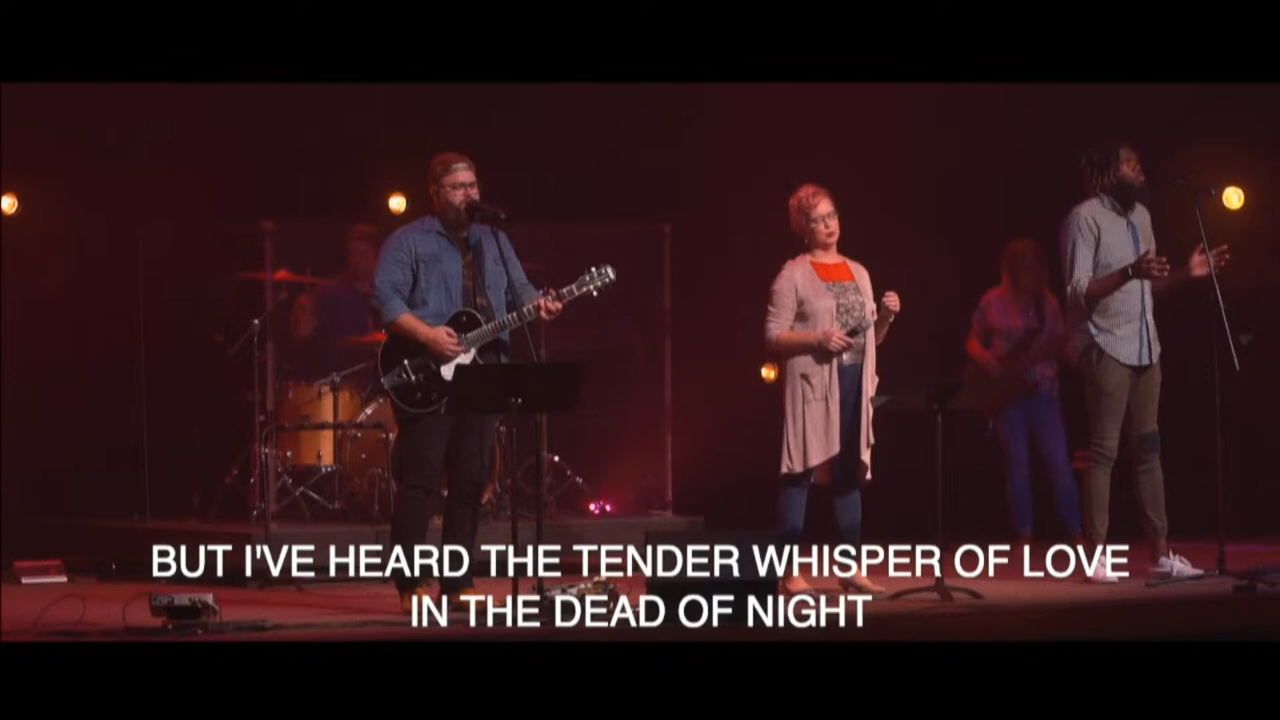 BUT I'VE HEARD THE TENDER WHISPER OF LOVE
IN THE DEAD OF NIGHT